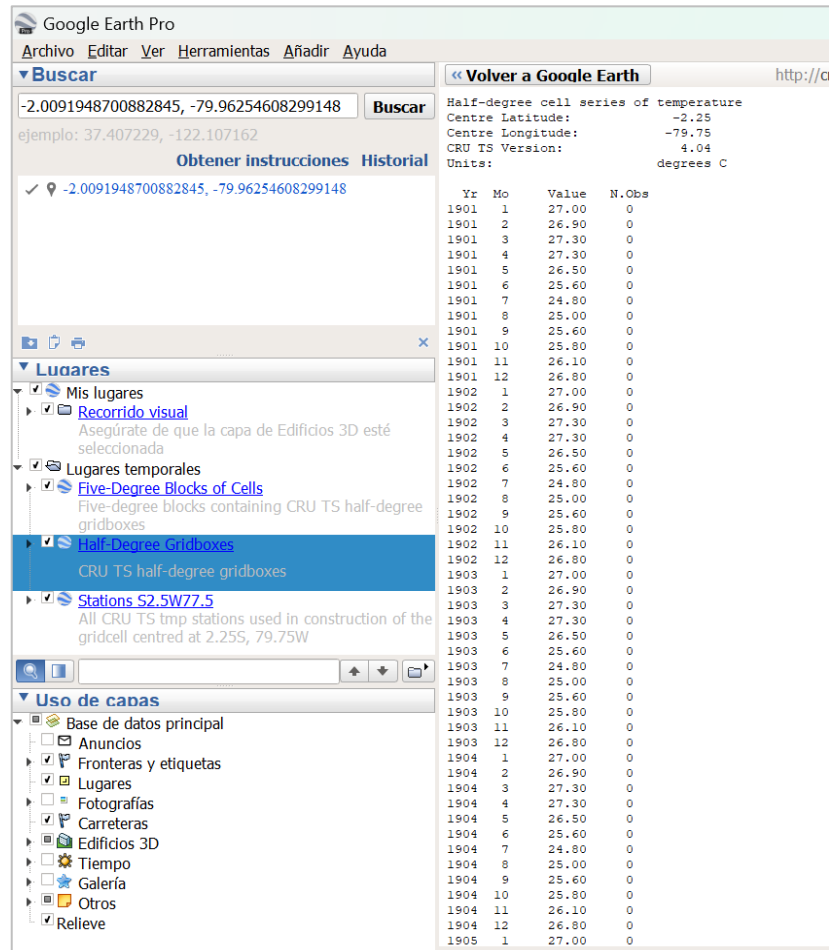 Google Earth Pro
Archivo Editar Ver Herramientas Añadir Ayuda
Buscar
-2.0091948700882845, -79.96254608299148 Buscar
ejemplo: 37.407229, -122.107162
Obtener instrucciones Historial
-2.0091948700882845, -79.96254608299148
Lugares
Mis lugares
Recorrido visual
Asegúrate de que la capa de Edificios 3D esté
seleccionada
Lugares temporales
Five-Degree Blocks of Cells
Five-degree blocks containing CRU TS half-degree
gridboxes
Half-Degree Gridboxes
CRU TS half-degree gridboxes
Stations S2.5W77.5
All CRU TS tmp stations used in construction of the
gridcell centred at 2.25S, 79.75W
Uso de capas
Base de datos principal
Anuncios
Fronteras y etiquetas
Lugares
Fotografías
Carreteras
Edificios 3D
Tiempo
Galería
Otros
Relieve
« Volver a Google Earth http://c
Half-degree cell series of temperature
Centre Latitude: -2.25
Centre Longitude: -79.75
CRU TS Version: 4.04
Units: degrees C
Yr Mo Value N.Obs
1901 1 27.00 0
1901 2 26.90 0
1901 3 27.30 0
1901 4 27.30 0
1901 5 26.50 0
1901 6 25.60 0
1901 7 24.80 0
1901 8 25.00 0
1901 9 25.60 0
1901 10 25.80 0
1901 11 26.10 0
1901 12 26.80 0
1902 1 27.00 0
1902 2 26.90 0
1902 3 27.30 0
1902 4 27.30 0
1902 5 26.50 0
1902 6 25.60 0
1902 7 24.80 0
1902 8 25.00 0
1902 9 25.60 0
1902 10 25.80 0
1902 11 26.10 0
1902 12 26.80 0
1903 1 27.00 0
1903 2 26.90 0
1903 3 27.30 0
1903 4 27.30 0
1903 5 26.50 0
1903 6 25.60 0
1903 7 24.80 0
1903 8 25.00 0
1903 9 25.60 0
1903 10 25.80 0
1903 11 26.10 0
1903 12 26.80 0
1904 1 27.00 0
1904 2 26.90 0
1904 3 27.30 0
1904 4 27.30 0
1904 5 26.50 0
1904 6 25.60 0
1904 7 24.80 0
1904 8 25.00 0
1904 9 25.60 0
1904 10 25.80 0
1904 11 26.10 0
1904 12 26.80 0
1905 1 27.00 0